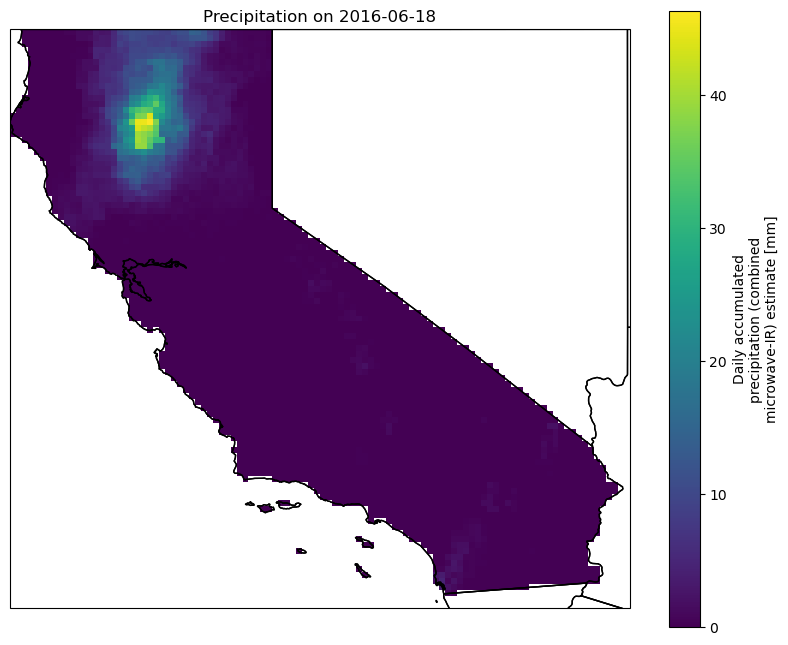 Precipitation on 2016-06-18
40
30
20
10
0
Daily accumulated
precipitation (combined
microwave-IR) estimate [mm]